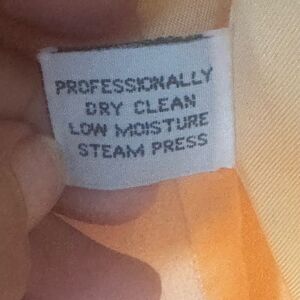 PROFESSIONALLY
DRY CLEAN
LOW MOISTURE
STEAM PRESS